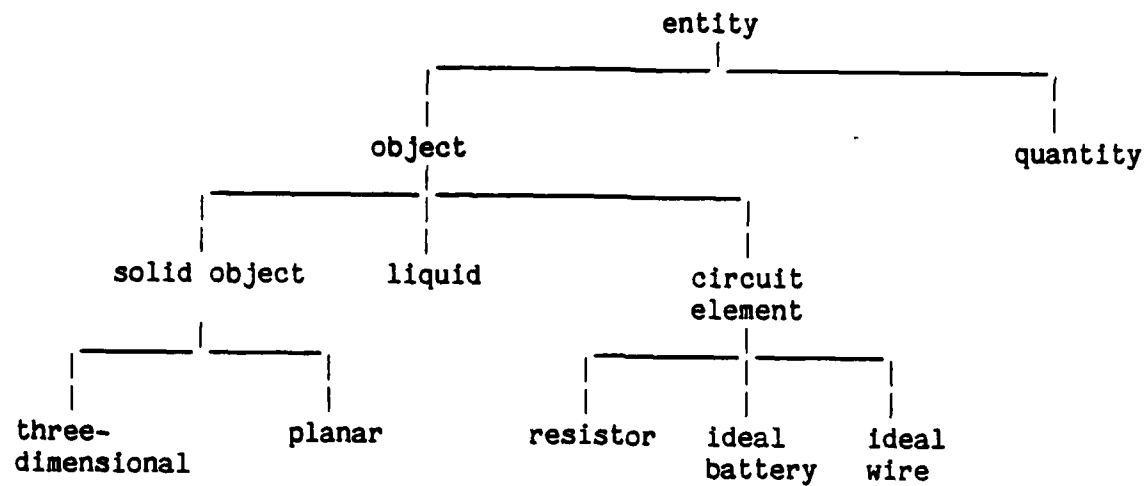 entity
object
quantity
solid object
liquid
circuit
element
three-
dimensional
planar
resistor
ideal
battery
ideal
wire